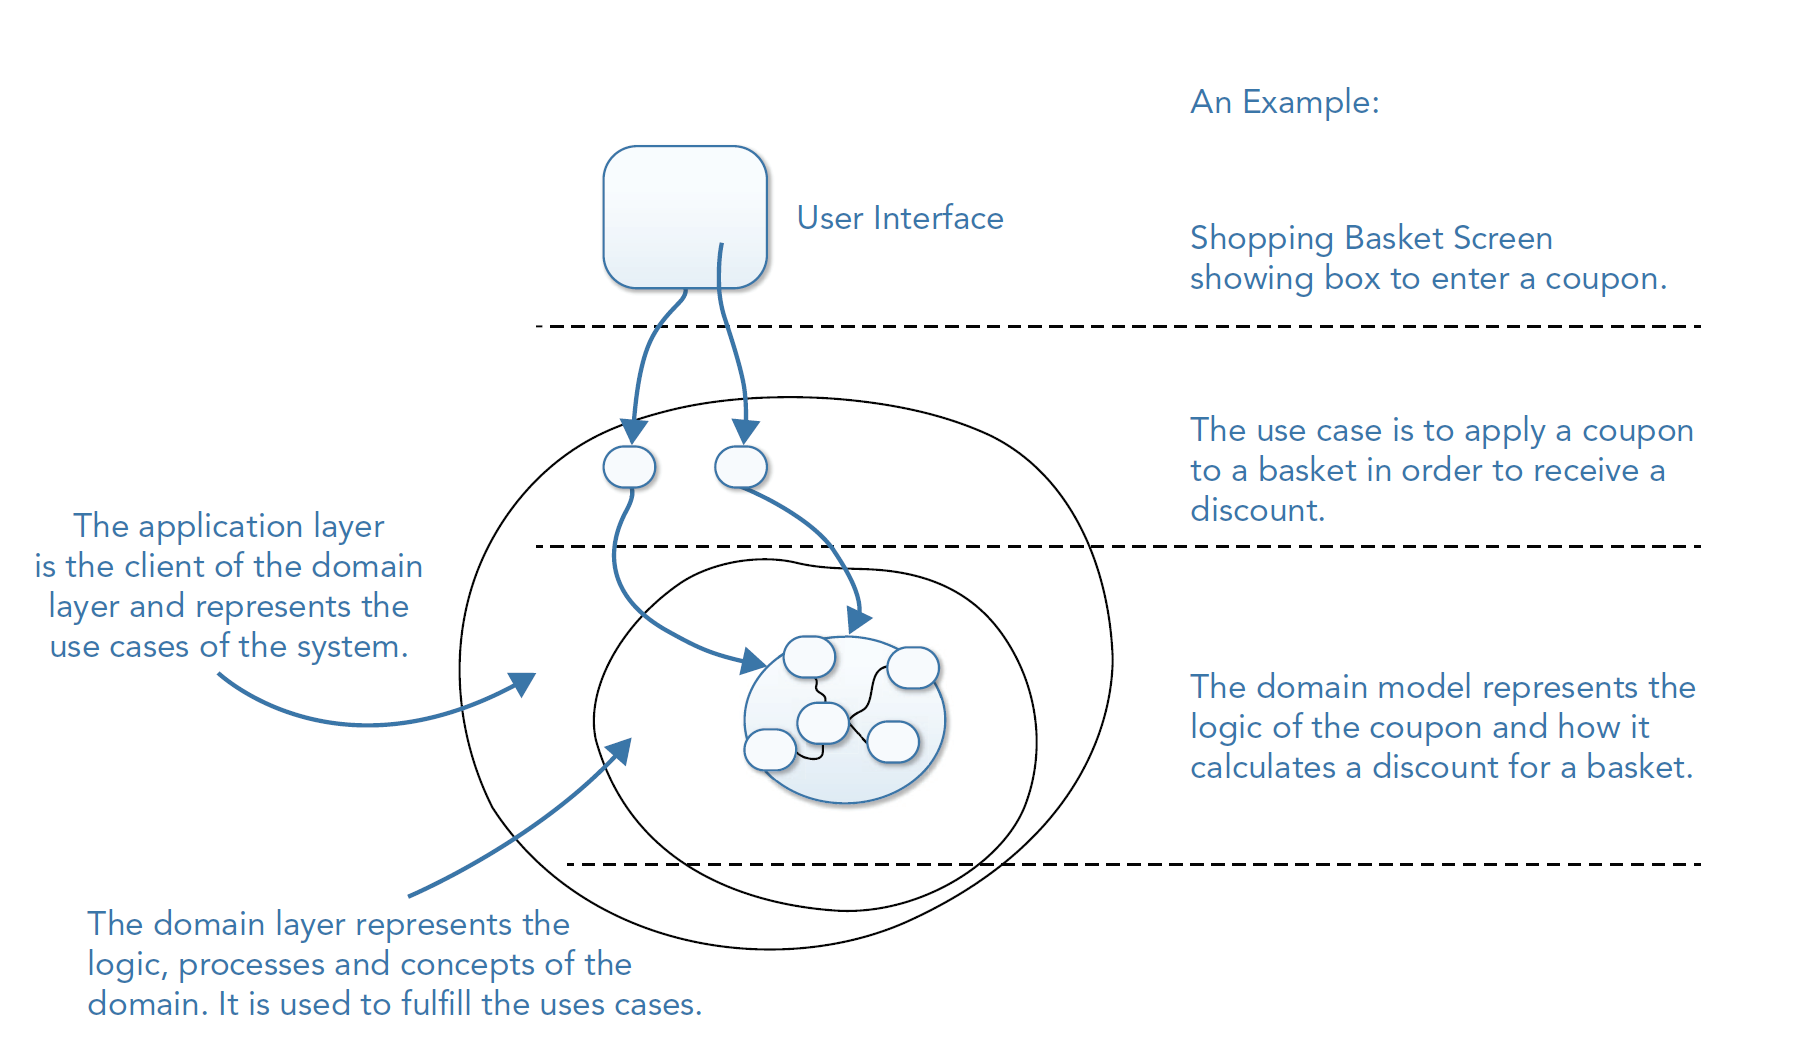 An Example:
User Interface
Shopping Basket Screen
showing box to enter a coupon.
The use case is to apply a coupon
to a basket in order to receive a
discount.
The application layer
is the client of the domain
layer and represents the
use cases of the system.
The domain model represents the
logic of the coupon and how it
calculates a discount for a basket.
The domain layer represents the
logic, processes and concepts of the
domain. It is used to fulfill the uses cases.